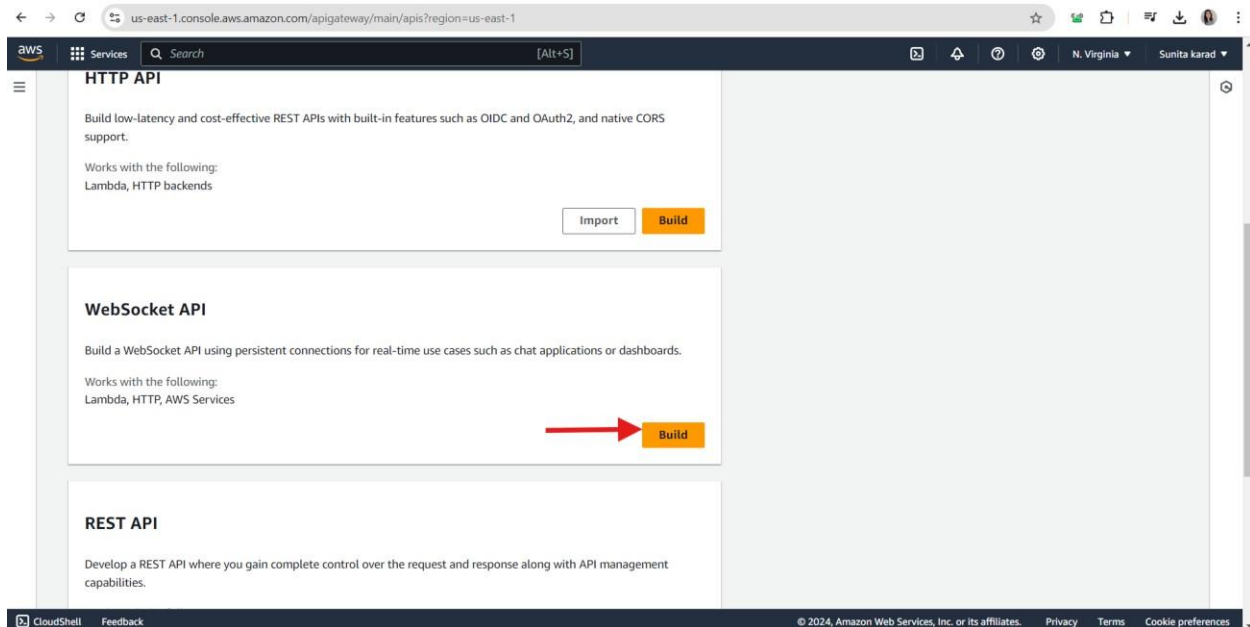 us-east-1.console.aws.amazon.com/apigateway/main/apis?region=us-east-1
aws Services Search [Alt+S] N. Virginia Sunita karad
HTTP API
Build low-latency and cost-effective REST APIs with built-in features such as OIDC and OAuth2, and native CORS
support.
Works with the following:
Lambda, HTTP backends
Import Build
WebSocket API
Build a WebSocket API using persistent connections for real-time use cases such as chat applications or dashboards.
Works with the following:
Lambda, HTTP, AWS Services
Build
REST API
Develop a REST API where you gain complete control over the request and response along with API management
capabilities.
CloudShell Feedback © 2024, Amazon Web Services, Inc. or its affiliates. Privacy Terms Cookie preferences